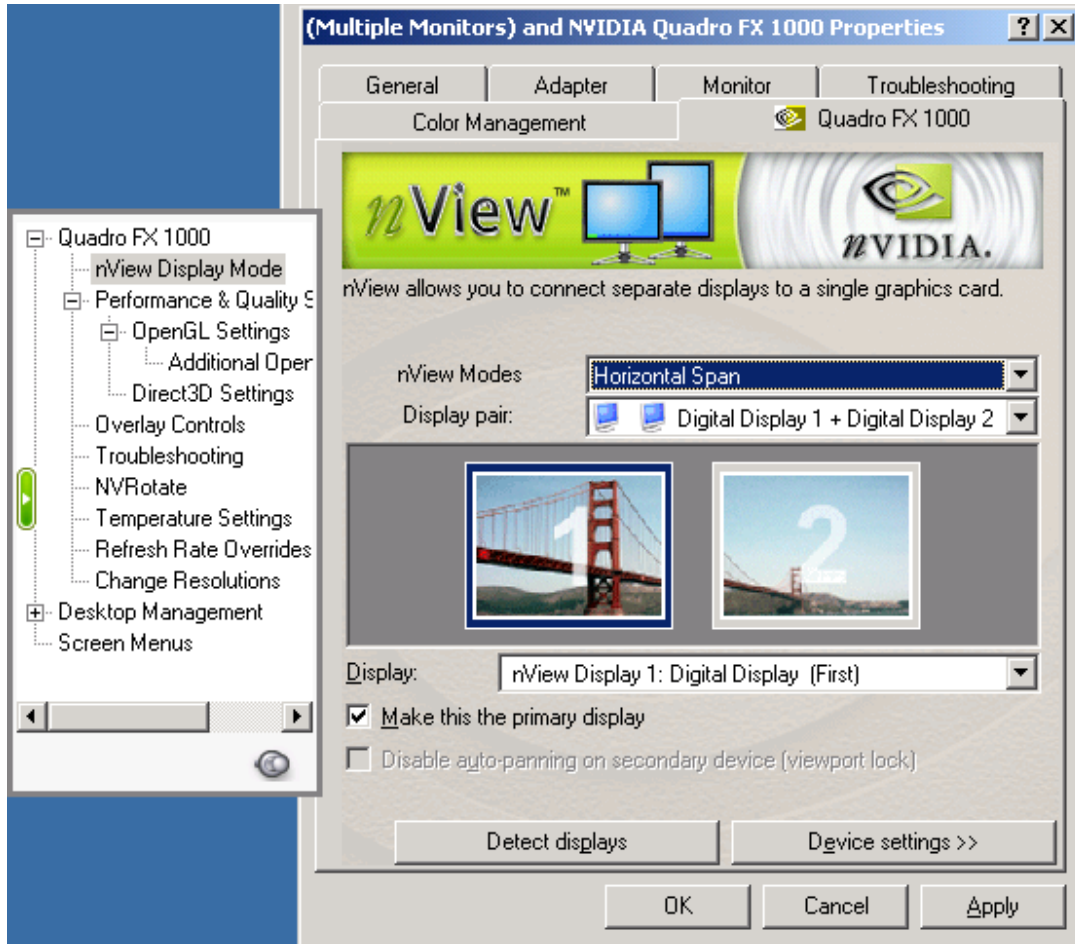 (Multiple Monitors) and NVIDIA Quadro FX 1000 Properties
General Adapter Monitor Troubleshooting
Color Management Quadro FX 1000
nView™
nVIDIA.
nView allows you to connect separate displays to a single graphics card.
Quadro FX 1000
nView Display Mode
Performance & Quality S
OpenGL Settings
Additional Oper
Direct3D Settings
Overlay Controls
Troubleshooting
NVRotate
Temperature Settings
Refresh Rate Overrides
Change Resolutions
Desktop Management
Screen Menus
nView Modes Horizontal Span
Display pair: Digital Display 1 + Digital Display 2
1 2
Display: nView Display 1: Digital Display (First)
Make this the primary display
Disable auto-panning on secondary device (viewport lock)
Detect displays Device settings >>
OK Cancel Apply